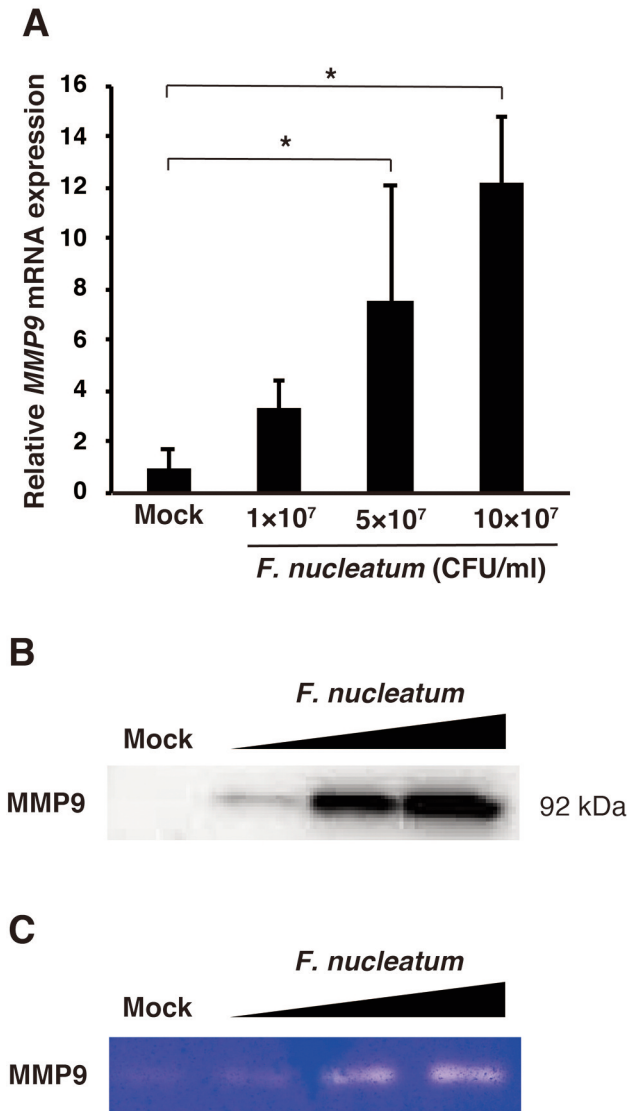 A
*
*
16
14
12
10
8
6
4
2
0
Relative MMP9 mRNA expression
Mock 1×10⁷ 5×10⁷ 10×10⁷
F. nucleatum (CFU/ml)
B
F. nucleatum
Mock
MMP9 92 kDa
C
F. nucleatum
Mock
MMP9